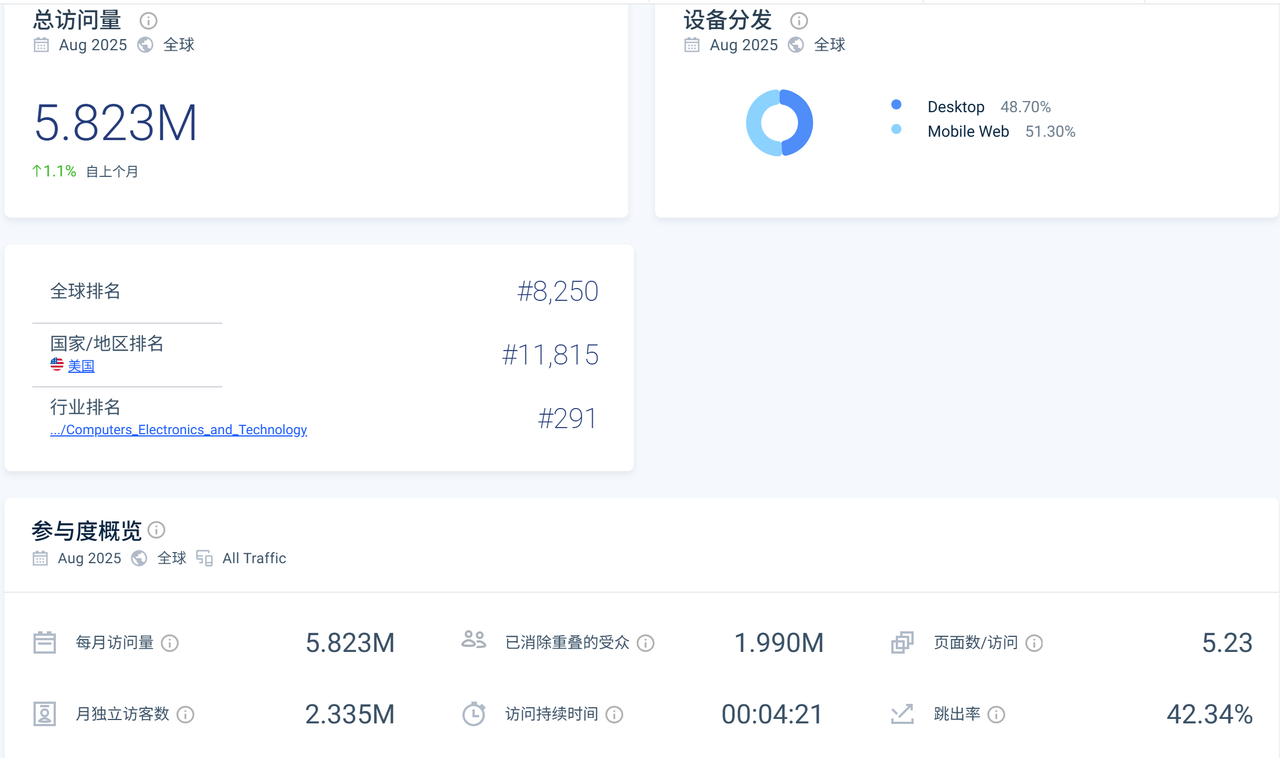 总访问量
Aug 2025 全球
5.823M
↑1.1% 自上个月
设备分发
Aug 2025 全球
Desktop 48.70%
Mobile Web 51.30%
全球排名 #8,250
国家/地区排名
美国
#11,815
行业排名
.../Computers_Electronics_and_Technology
#291
参与度概览
Aug 2025 全球 All Traffic
每月访问量 5.823M
已消除重叠的受众 1.990M
页面数/访问 5.23
月独立访客数 2.335M
访问持续时间 00:04:21
跳出率 42.34%